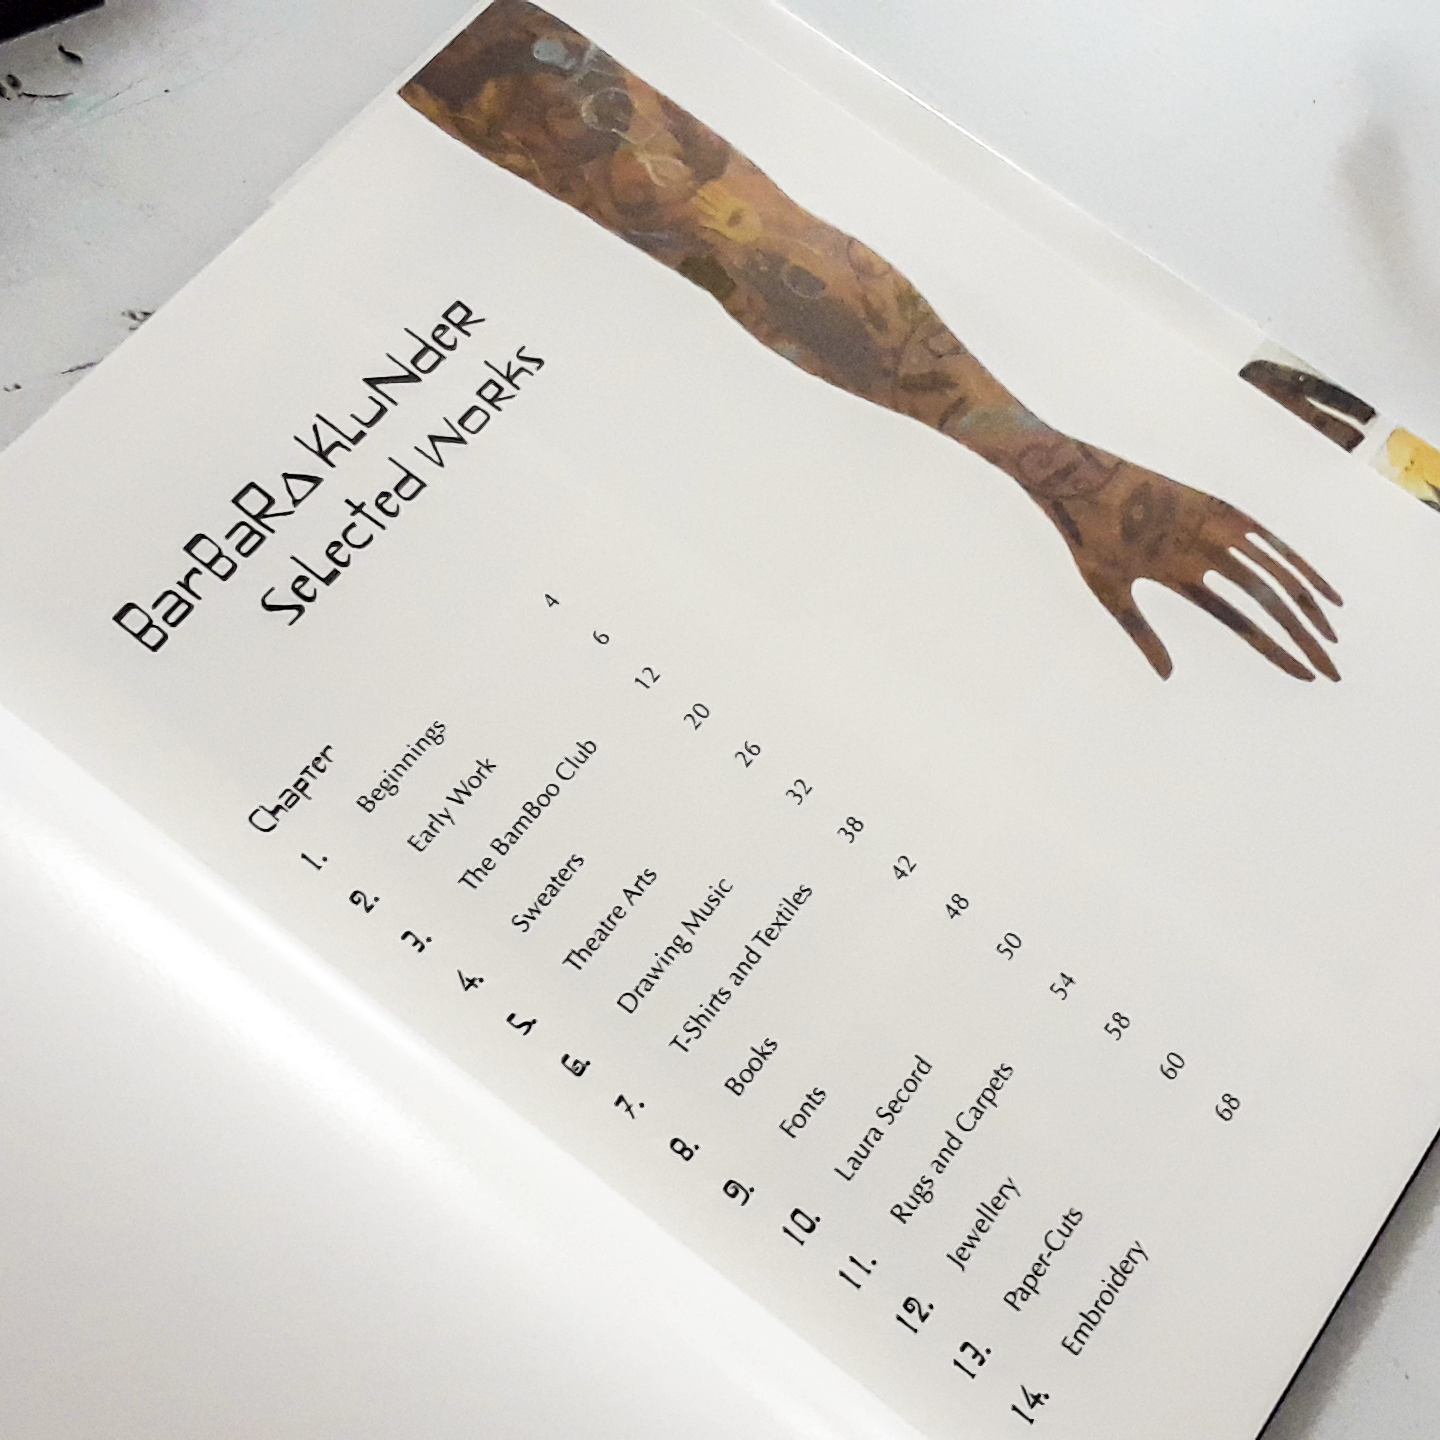 BarBaRA KLuNdeR
SeLected WoRks
ChapTer
1. Beginnings 4
2. Early Work 6
3. The BamBoo Club 12
4. Sweaters 20
5. Theatre Arts 26
6. Drawing Music 32
7. T-Shirts and Textiles 38
8. Books 42
9. Fonts 48
10. Laura Secord 50
11. Rugs and Carpets 54
12. Jewellery 58
13. Paper-Cuts 60
14. Embroidery 68